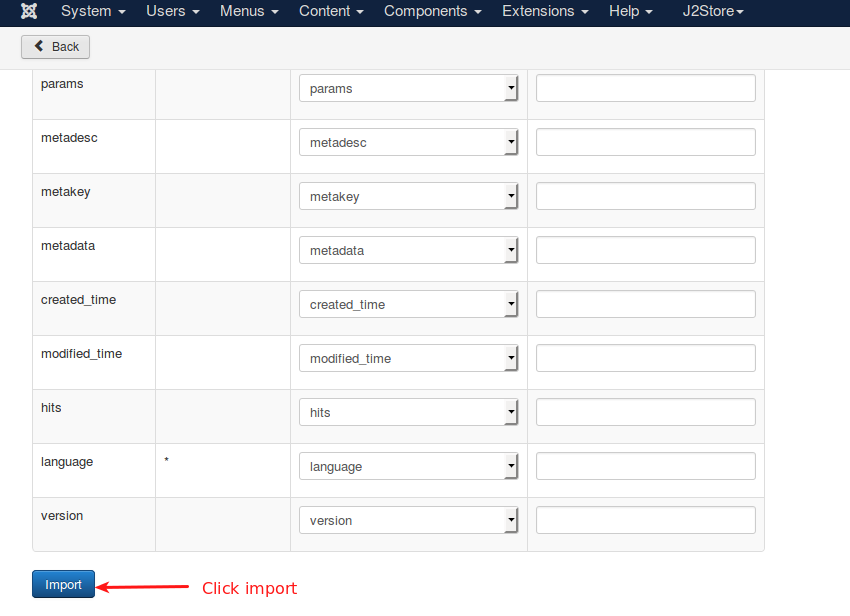 System Users Menus Content Components Extensions Help J2Store
Back
params params
metadesc metadesc
metakey metakey
metadata metadata
created_time created_time
modified_time modified_time
hits hits
language * language
version version
Import Click import